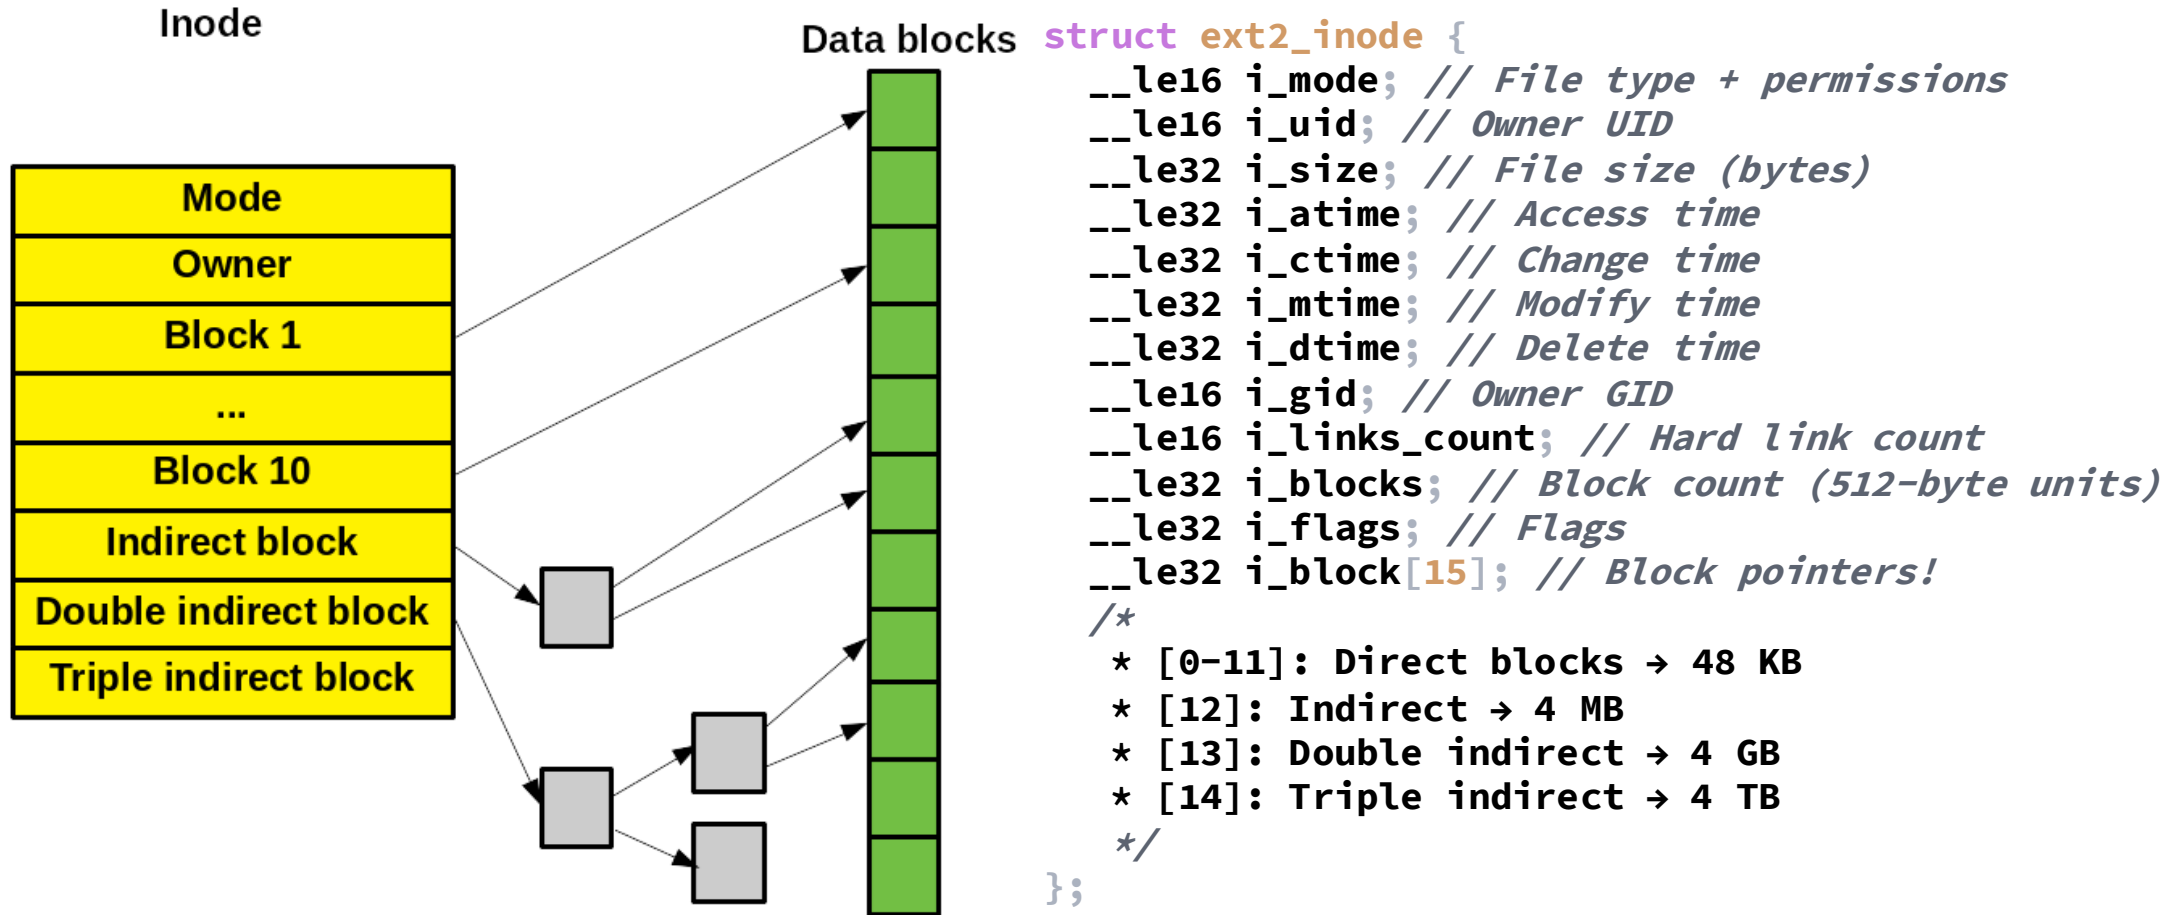 Inode
Mode
Owner
Block 1
...
Block 10
Indirect block
Double indirect block
Triple indirect block
Data blocks
struct ext2_inode {
__le16 i_mode; // File type + permissions
__le16 i_uid; // Owner UID
__le32 i_size; // File size (bytes)
__le32 i_atime; // Access time
__le32 i_ctime; // Change time
__le32 i_mtime; // Modify time
__le32 i_dtime; // Delete time
__le16 i_gid; // Owner GID
__le16 i_links_count; // Hard link count
__le32 i_blocks; // Block count (512-byte units)
__le32 i_flags; // Flags
__le32 i_block[15]; // Block pointers!
/*
* [0-11]: Direct blocks → 48 KB
* [12]: Indirect → 4 MB
* [13]: Double indirect → 4 GB
* [14]: Triple indirect → 4 TB
*/
};